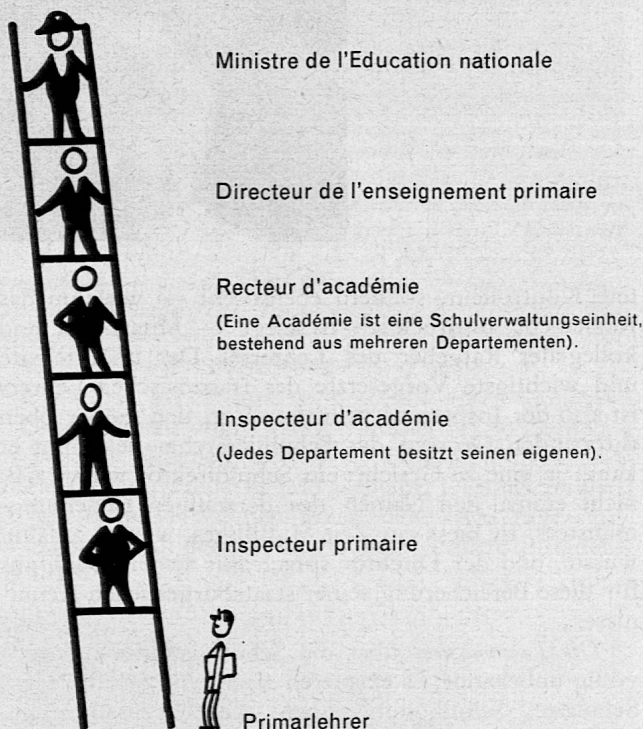 Ministre de l'Education nationale
Directeur de l'enseignement primaire
Recteur d'académie
(Eine Académie ist eine Schulverwaltungseinheit,
bestehend aus mehreren Departementen).
Inspecteur d'académie
(Jedes Departement besitzt seinen eigenen).
Inspecteur primaire
Primarlehrer